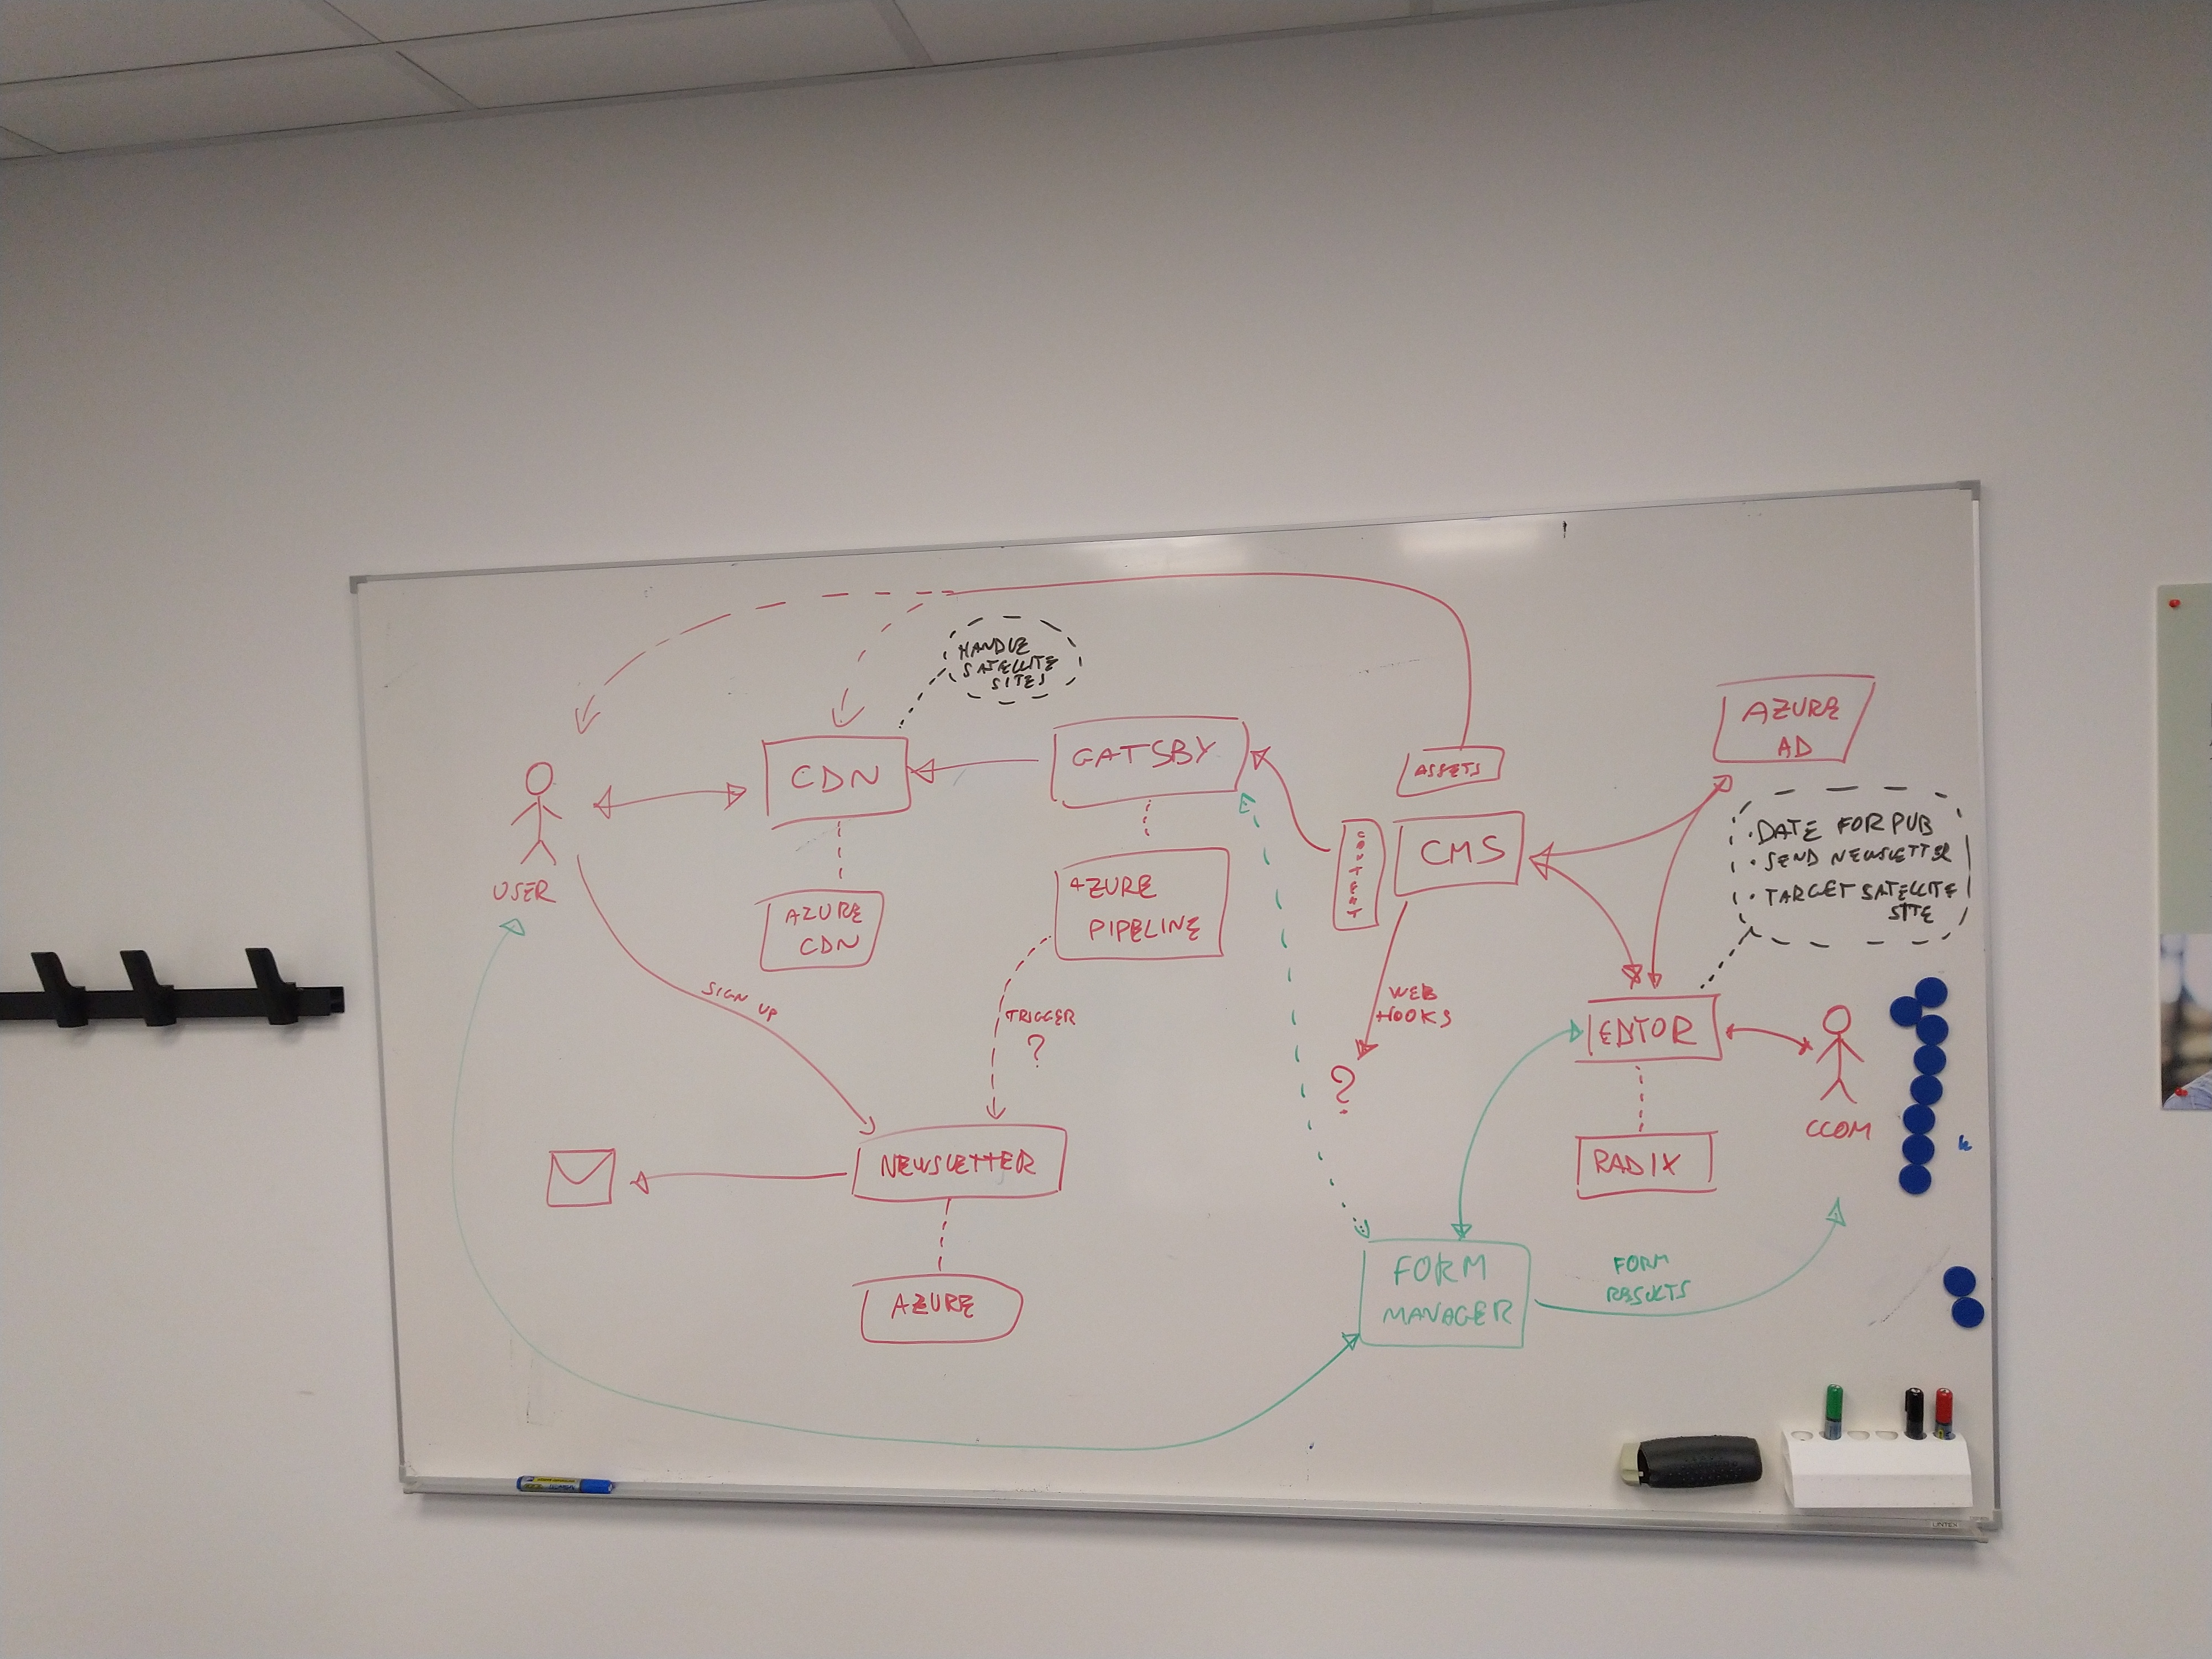 HANDLE
SATELLITE
SITES
CDN
GATSBY
ASSETS
AZURE
AD
USER
AZURE
CDN
AZURE
PIPELINE
CONTENT
CMS
• DATE FOR PUB
• SEND NEWSLETTER
• TARGET SATELLITE
SITE
SIGN UP
TRIGGER
?
WEB
HOOKS
?
EDITOR
CCOM
NEWSLETTER
RADIX
AZURE
FORM
MANAGER
FORM
RESULTS
LINTEX